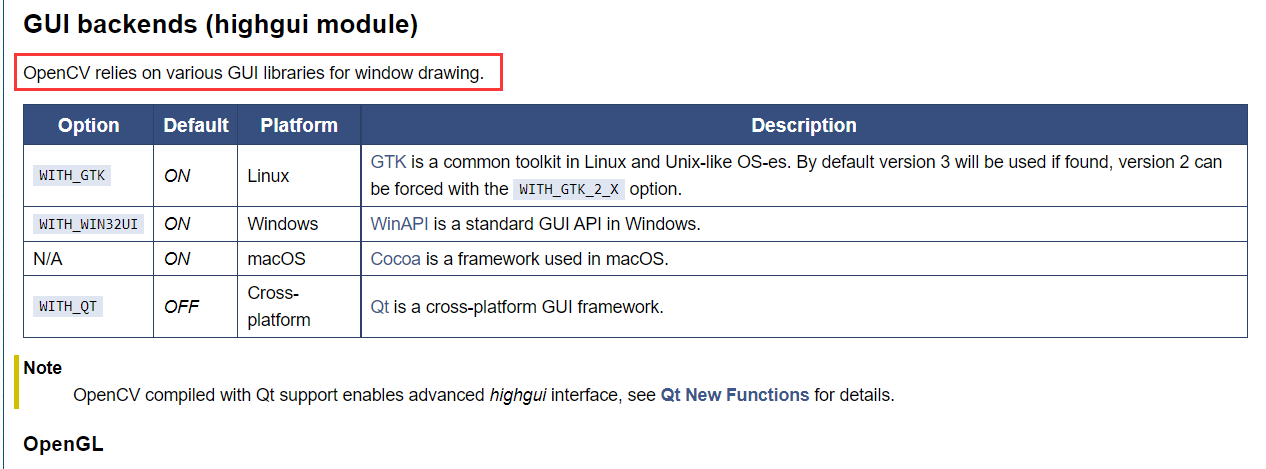 GUI backends (highgui module)
OpenCV relies on various GUI libraries for window drawing.
Option Default Platform Description
WITH_GTK ON Linux GTK is a common toolkit in Linux and Unix-like OS-es. By default version 3 will be used if found, version 2 can
be forced with the WITH_GTK_2_X option.
WITH_WIN32UI ON Windows WinAPI is a standard GUI API in Windows.
N/A ON macOS Cocoa is a framework used in macOS.
WITH_QT OFF Cross-
platform Qt is a cross-platform GUI framework.
Note
OpenCV compiled with Qt support enables advanced highgui interface, see Qt New Functions for details.
OpenGL